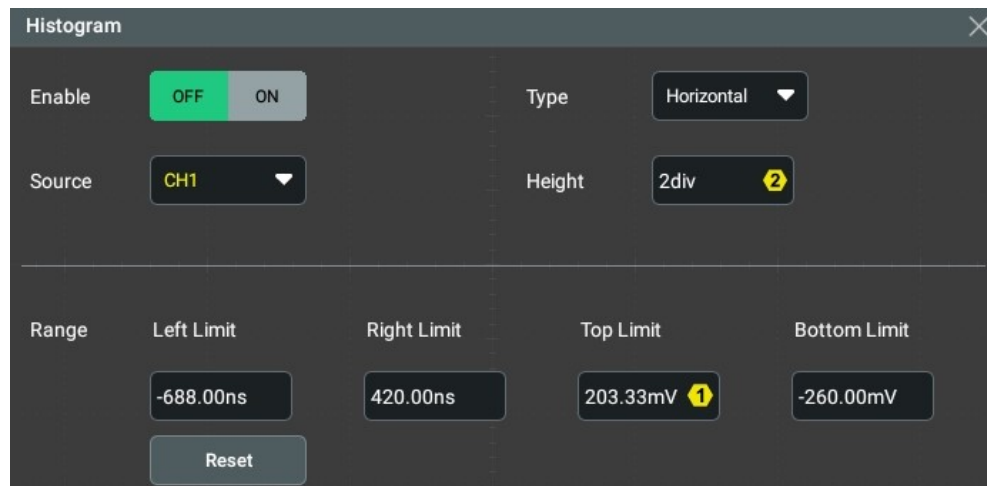 Histogram
Enable OFF ON Type Horizontal
Source CH1 Height 2div 2
Range Left Limit Right Limit Top Limit Bottom Limit
-688.00ns 420.00ns 203.33mV 1 -260.00mV
Reset